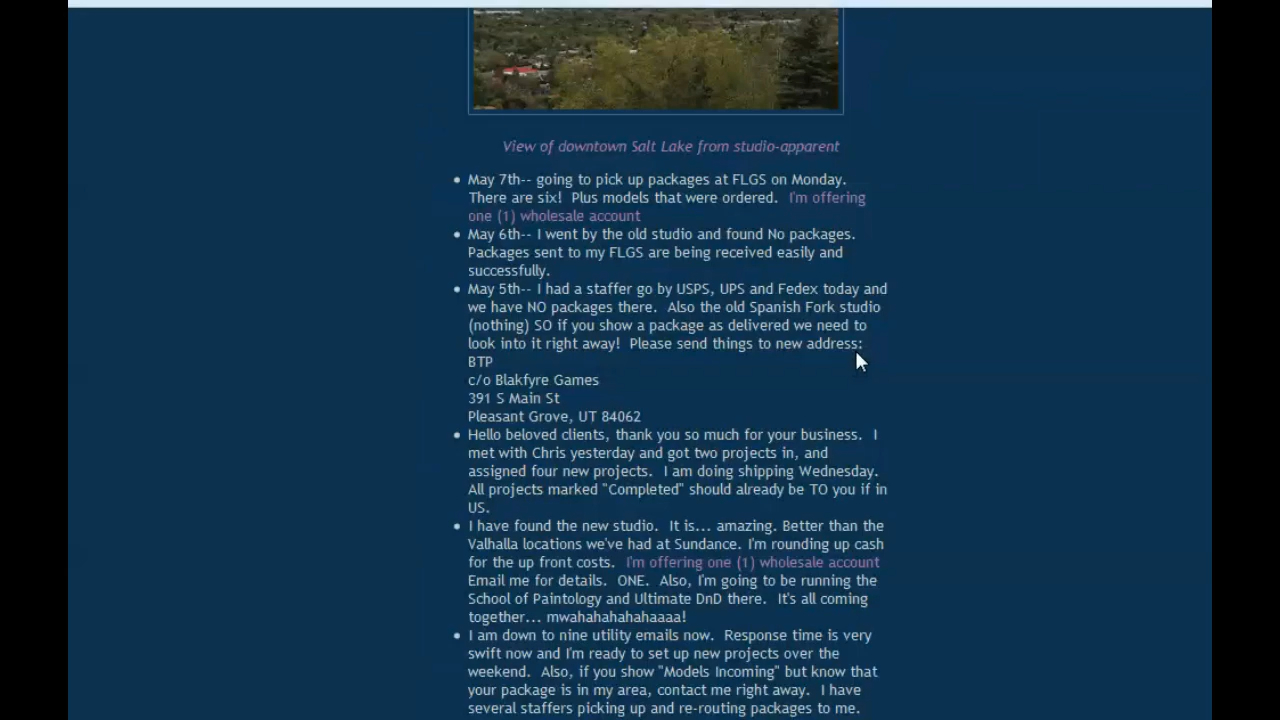 View of downtown Salt Lake from studio-apparent
May 7th-- going to pick up packages at FLGS on Monday.
There are six!  Plus models that were ordered.  I'm offering
one (1) wholesale account
May 6th-- I went by the old studio and found No packages.
Packages sent to my FLGS are being received easily and
successfully.
May 5th-- I had a staffer go by USPS, UPS and Fedex today and
we have NO packages there.  Also the old Spanish Fork studio
(nothing) SO if you show a package as delivered we need to
look into it right away!  Please send things to new address:
BTP
c/o Blakfyre Games
391 S Main St
Pleasant Grove, UT 84062
Hello beloved clients, thank you so much for your business.  I
met with Chris yesterday and got two projects in, and
assigned four new projects.  I am doing shipping Wednesday.
All projects marked "Completed" should already be TO you if in
US.
I have found the new studio.  It is... amazing. Better than the
Valhalla locations we've had at Sundance. I'm rounding up cash
for the up front costs.  I'm offering one (1) wholesale account
Email me for details.  ONE.  Also, I'm going to be running the
School of Paintology and Ultimate DnD there.  It's all coming
together... mwahahahahaaaa!
I am down to nine utility emails now.  Response time is very
swift now and I'm ready to set up new projects over the
weekend.  Also, if you show "Models Incoming" but know that
your package is in my area, contact me right away.  I have
several staffers picking up and re-routing packages to me.